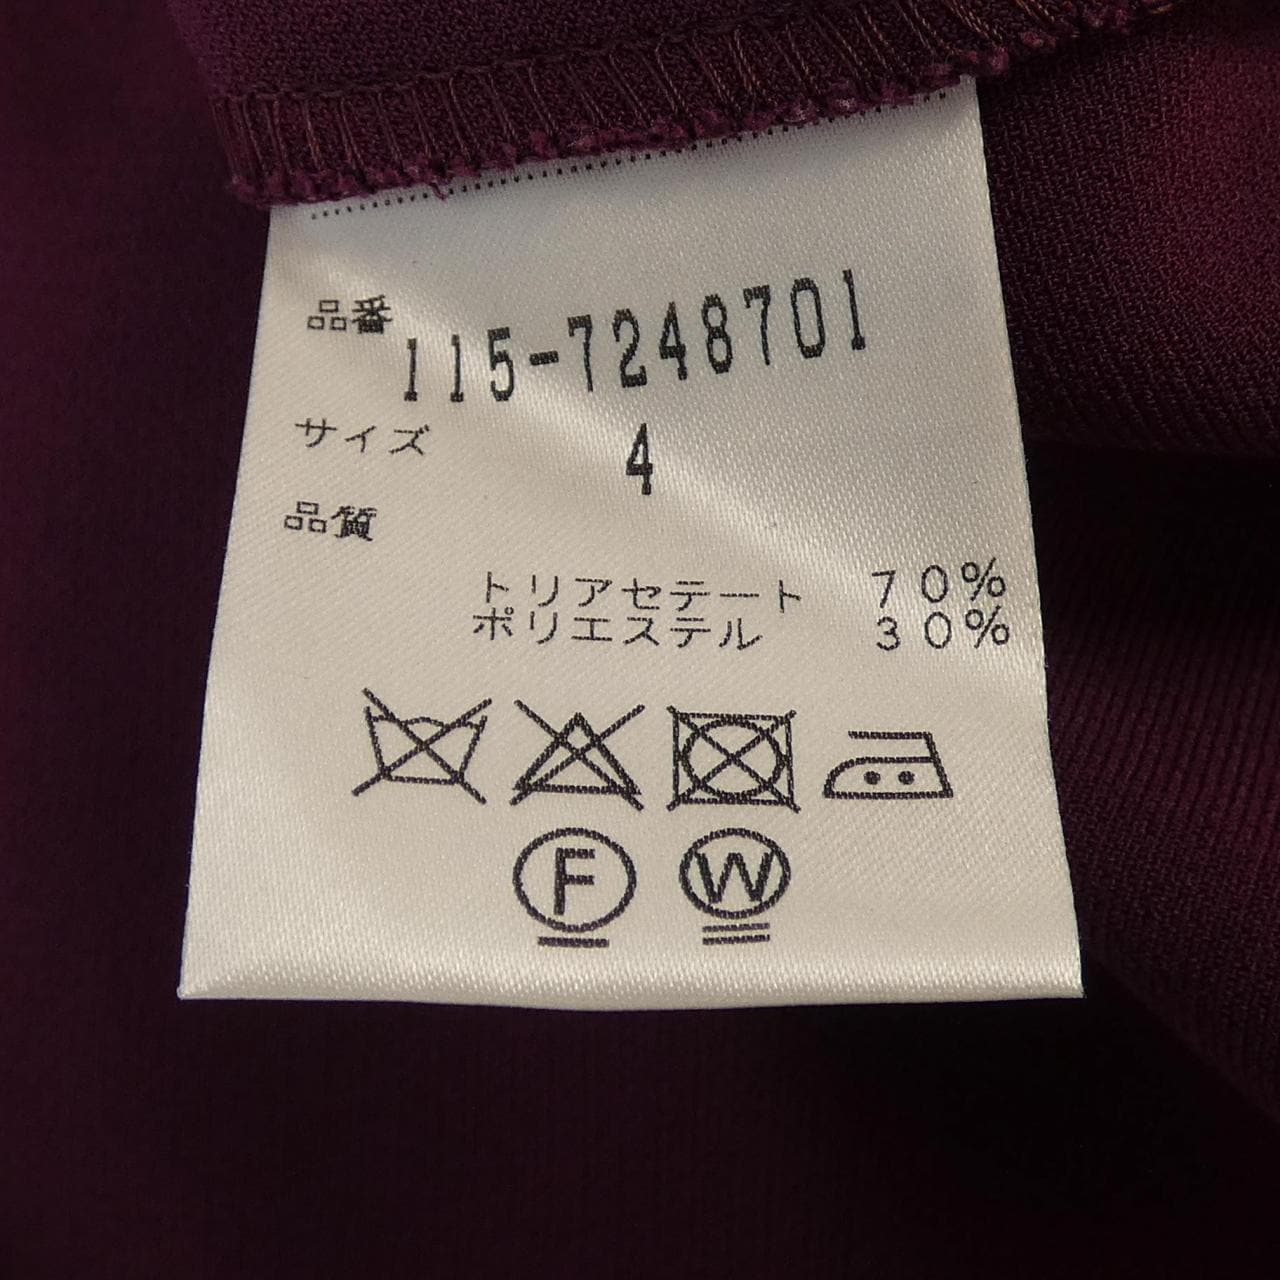 品番 115-7248701
サイズ 4
品質
トリアセテート 70%
ポリエステル 30%
F W